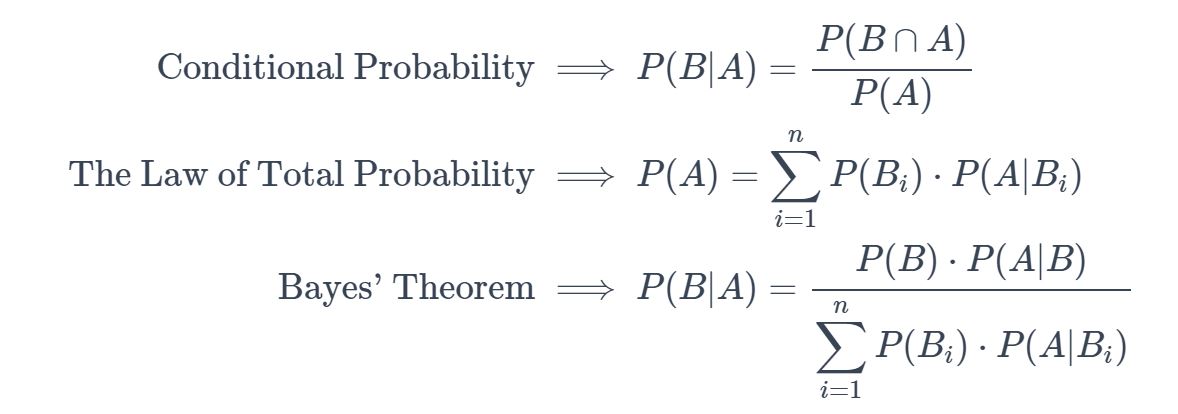 Conditional Probability ⟹ P(B|A) = P(B ∩ A) / P(A)
The Law of Total Probability ⟹ P(A) = ∑_{i=1}^{n} P(B_i) · P(A|B_i)
Bayes’ Theorem ⟹ P(B|A) = P(B) · P(A|B) / ∑_{i=1}^{n} P(B_i) · P(A|B_i)